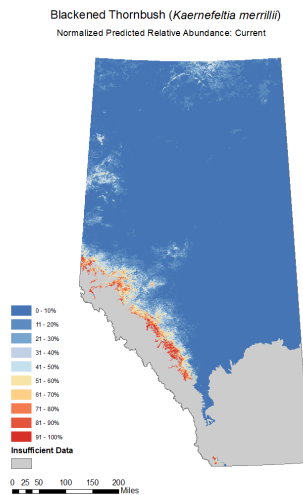 Blackened Thornbush (Kaernefeltia merrillii)
Normalized Predicted Relative Abundance: Current
0 - 10%
11 - 20%
21 - 30%
31 - 40%
41 - 50%
51 - 60%
61 - 70%
71 - 80%
81 - 90%
91 - 100%
Insufficient Data
0 25 50 100 150 200
Miles